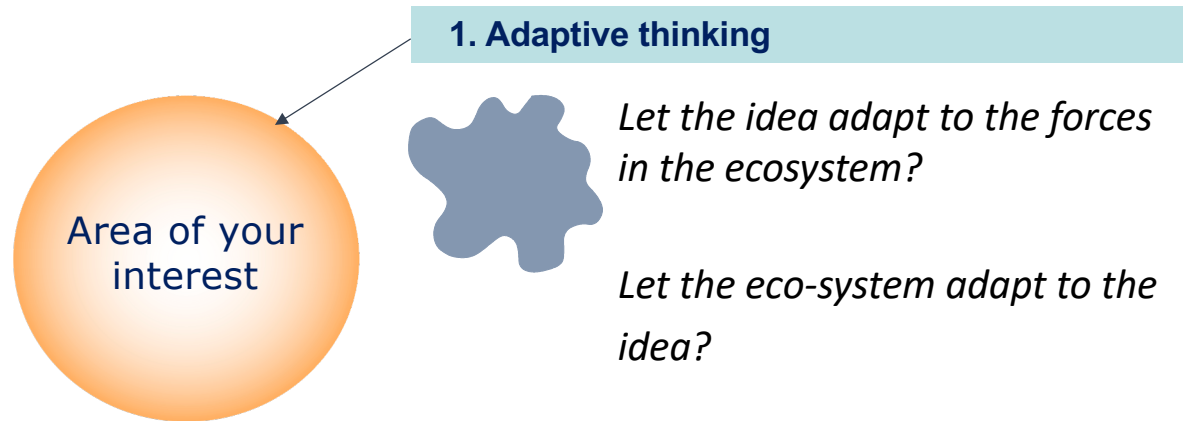 1. Adaptive thinking
Area of your
interest
Let the idea adapt to the forces
in the ecosystem?
Let the eco-system adapt to the
idea?